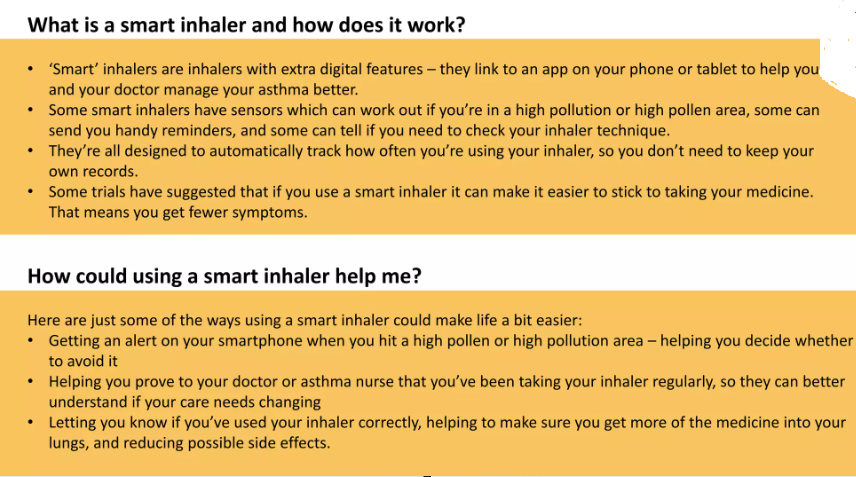 What is a smart inhaler and how does it work?
• ‘Smart’ inhalers are inhalers with extra digital features – they link to an app on your phone or tablet to help you
and your doctor manage your asthma better.
• Some smart inhalers have sensors which can work out if you’re in a high pollution or high pollen area, some can
send you handy reminders, and some can tell if you need to check your inhaler technique.
• They’re all designed to automatically track how often you’re using your inhaler, so you don’t need to keep your
own records.
• Some trials have suggested that if you use a smart inhaler it can make it easier to stick to taking your medicine.
That means you get fewer symptoms.
How could using a smart inhaler help me?
Here are just some of the ways using a smart inhaler could make life a bit easier:
• Getting an alert on your smartphone when you hit a high pollen or high pollution area – helping you decide whether
to avoid it
• Helping you prove to your doctor or asthma nurse that you’ve been taking your inhaler regularly, so they can better
understand if your care needs changing
• Letting you know if you’ve used your inhaler correctly, helping to make sure you get more of the medicine into your
lungs, and reducing possible side effects.